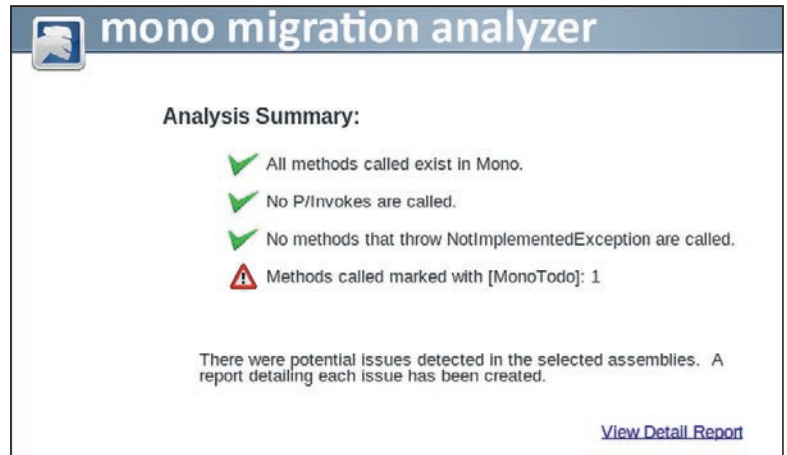 mono migration analyzer
Analysis Summary:
All methods called exist in Mono.
No P/Invokes are called.
No methods that throw NotImplementedException are called.
Methods called marked with [MonoTodo]: 1
There were potential issues detected in the selected assemblies. A
report detailing each issue has been created.
View Detail Report